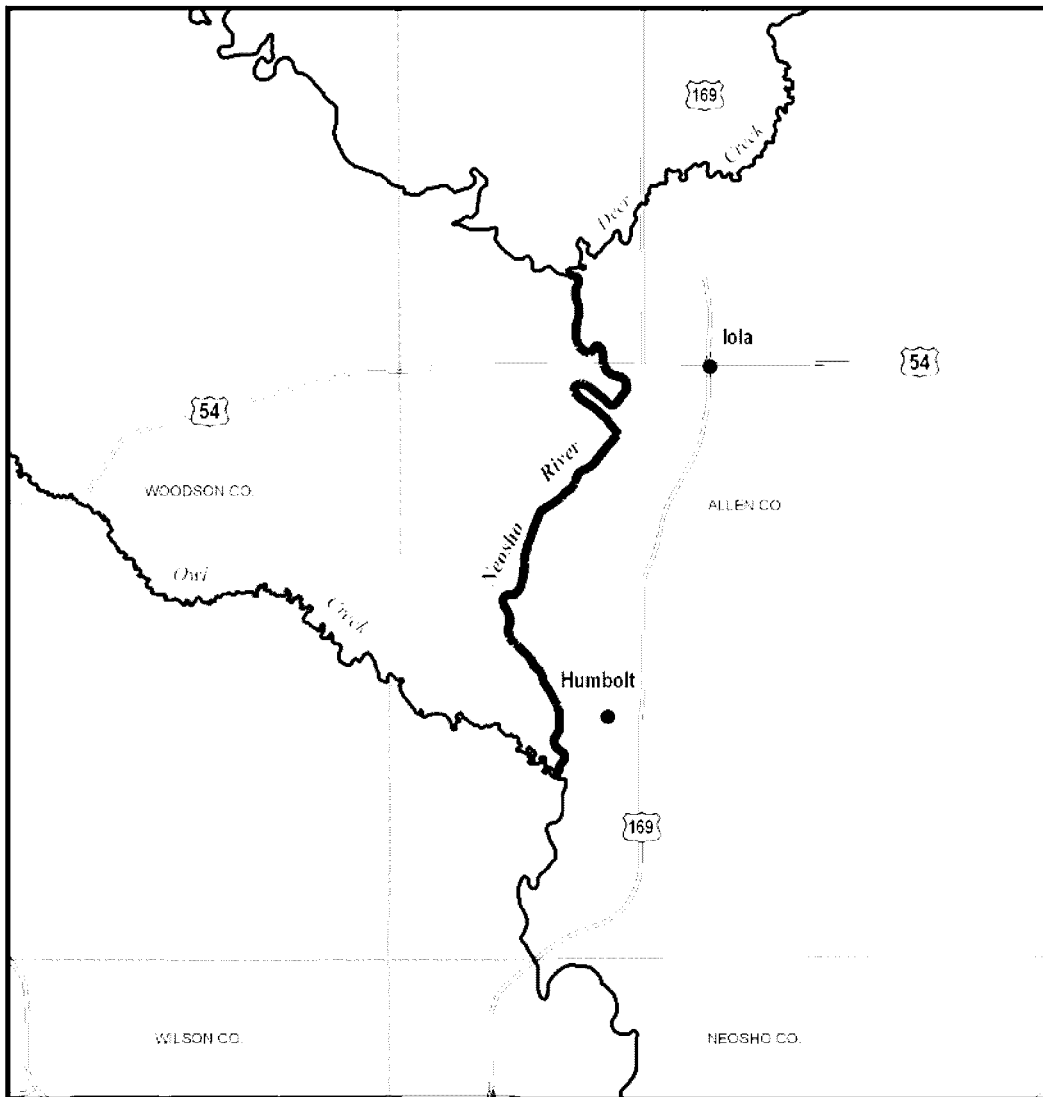 169
Creek
Deer
Iola
54
54
River
WOODSON CO.
ALLEN CO.
Neosho
Owl
Creek
Humbolt
169
WILSON CO.
NEOSHO CO.